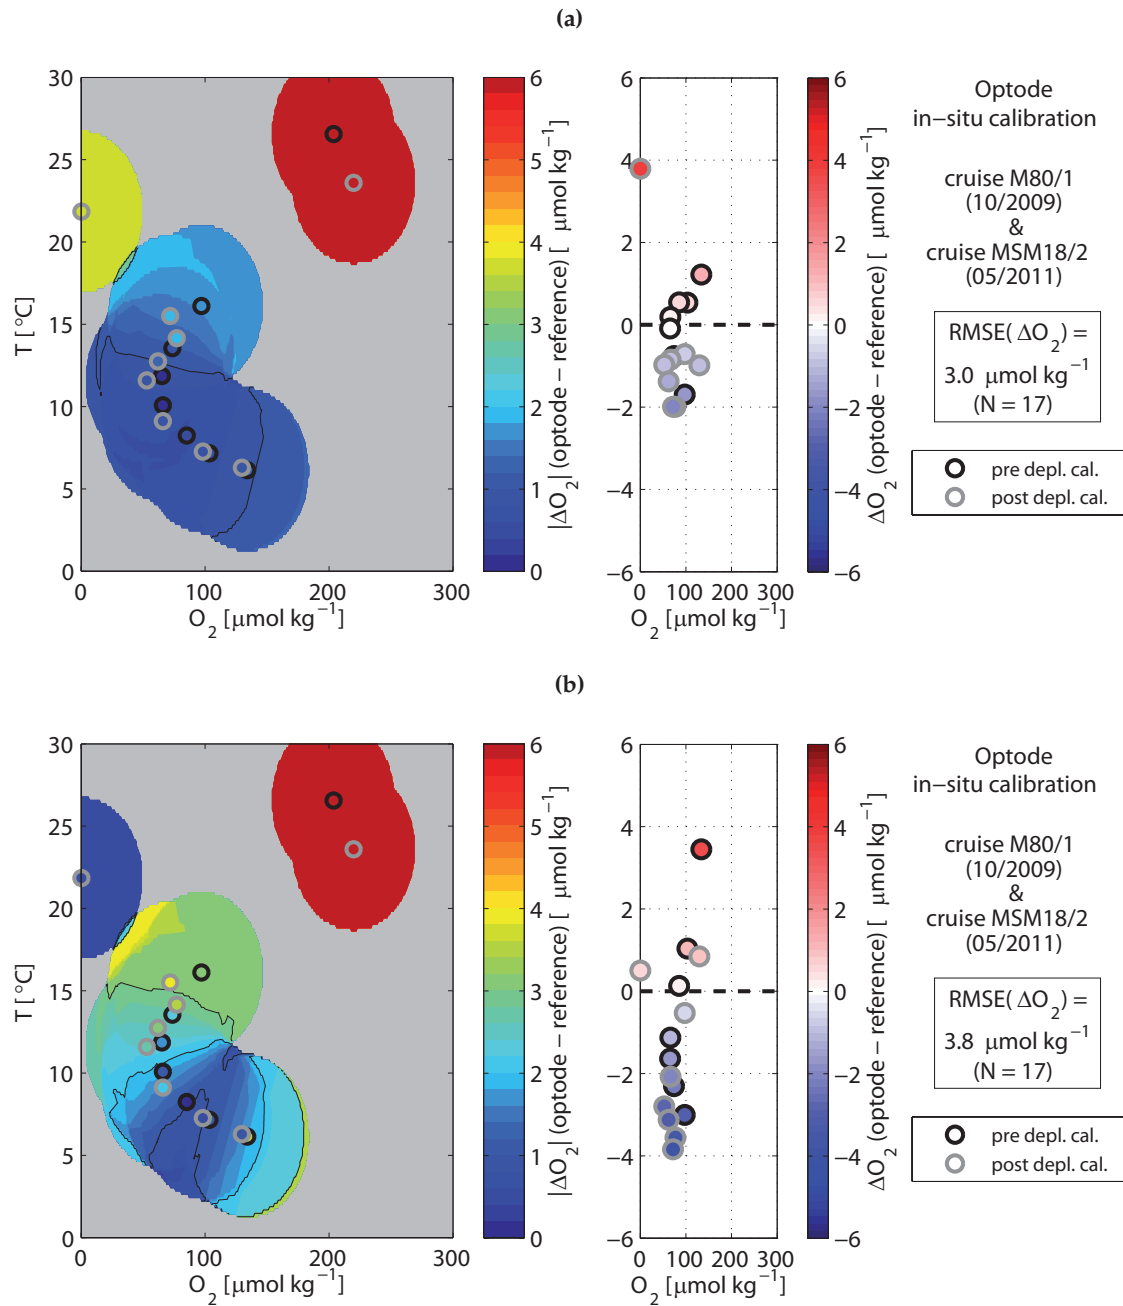 (a)
30
25
20
15
10
5
0
T [ °C]
0 100 200 300
O2 [μmol kg−1]
6
5
4
3
2
1
0
|ΔO2| (optode − reference) [ μmol kg−1]
6
4
2
0
−2
−4
−6
0 100 200 300
O2 [μmol kg−1]
6
4
2
0
−2
−4
−6
ΔO2 (optode − reference) [ μmol kg−1]
Optode
in−situ calibration
cruise M80/1
(10/2009)
&
cruise MSM18/2
(05/2011)
RMSE( ΔO2) =
3.0 μmol kg−1
(N = 17)
pre depl. cal.
post depl. cal.
(b)
30
25
20
15
10
5
0
T [ °C]
0 100 200 300
O2 [μmol kg−1]
6
5
4
3
2
1
0
|ΔO2| (optode − reference) [ μmol kg−1]
6
4
2
0
−2
−4
−6
0 100 200 300
O2 [μmol kg−1]
6
4
2
0
−2
−4
−6
ΔO2 (optode − reference) [ μmol kg−1]
Optode
in−situ calibration
cruise M80/1
(10/2009)
&
cruise MSM18/2
(05/2011)
RMSE( ΔO2) =
3.8 μmol kg−1
(N = 17)
pre depl. cal.
post depl. cal.